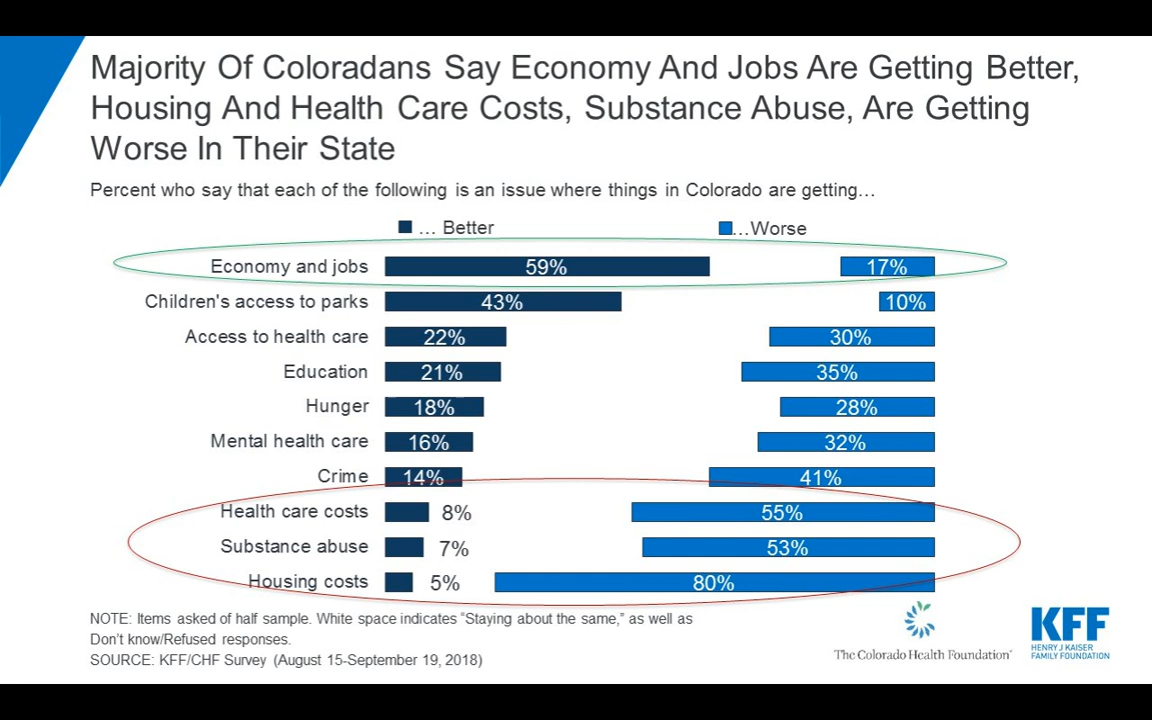 Majority Of Coloradans Say Economy And Jobs Are Getting Better,
Housing And Health Care Costs, Substance Abuse, Are Getting
Worse In Their State
Percent who say that each of the following is an issue where things in Colorado are getting…
… Better …Worse
Economy and jobs 59% 17%
Children's access to parks 43% 10%
Access to health care 22% 30%
Education 21% 35%
Hunger 18% 28%
Mental health care 16% 32%
Crime 14% 41%
Health care costs 8% 55%
Substance abuse 7% 53%
Housing costs 5% 80%
NOTE: Items asked of half sample. White space indicates “Staying about the same,” as well as
Don’t know/Refused responses.
SOURCE: KFF/CHF Survey (August 15-September 19, 2018)
The Colorado Health Foundation™
KFF
HENRY J KAISER
FAMILY FOUNDATION